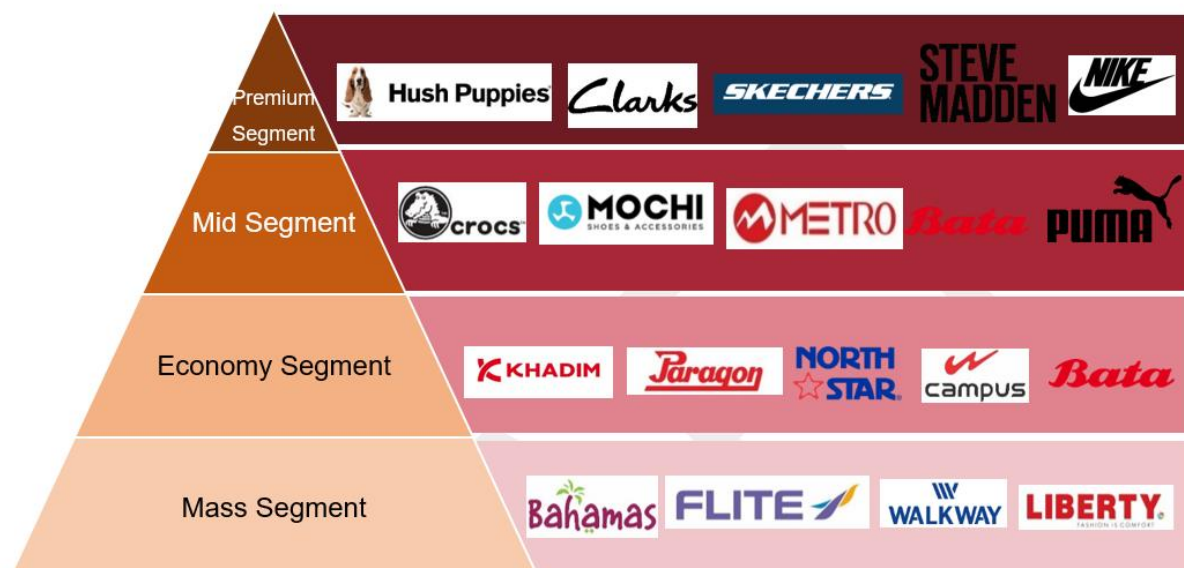 Premium
Segment
Hush Puppies
Clarks
SKECHERS
STEVE
MADDEN
NIKE
Mid Segment
crocs™
MOCHI
SHOES & ACCESSORIES
METRO
Bata
PUMA
Economy Segment
KHADIM
Paragon
NORTH
STAR®
campus
Bata
Mass Segment
Bahamas
FLITE
WALKWAY
LIBERTY®
FASHION IS COMFORT